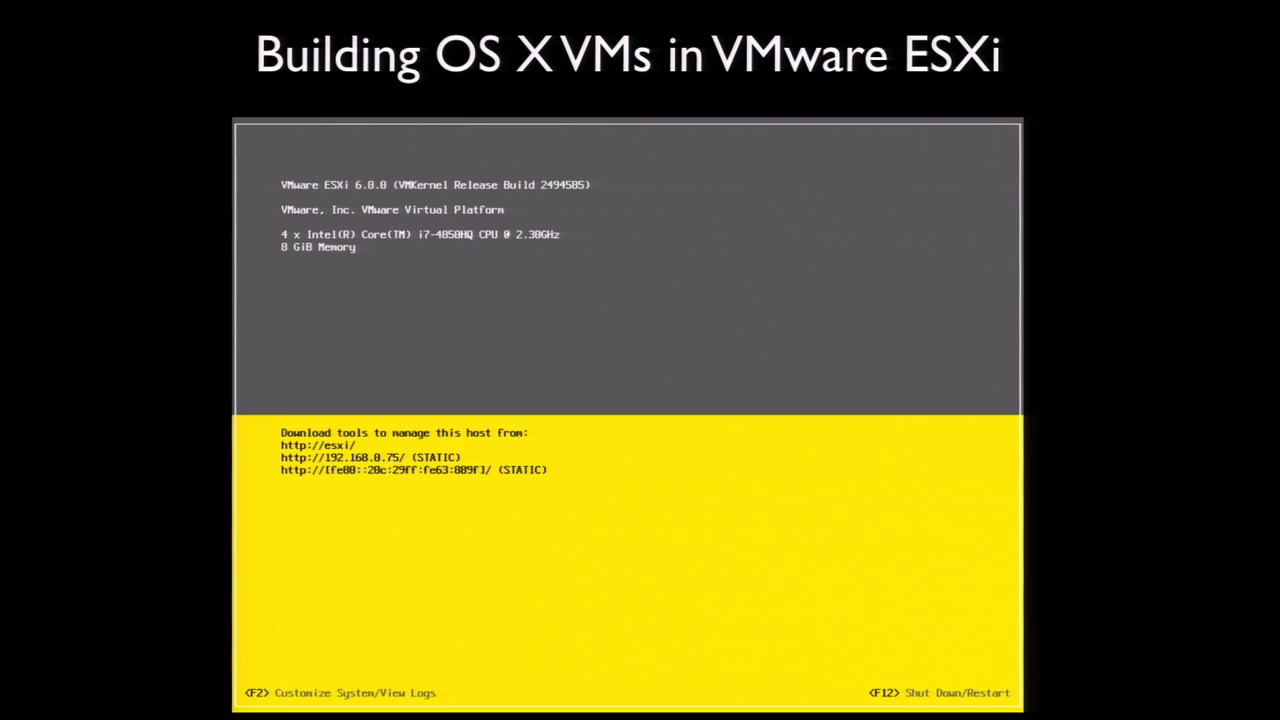 Building OS X VMs in VMware ESXi
VMware ESXi 6.0.0 (VMKernel Release Build 2494585)
VMware, Inc. VMware Virtual Platform
4 x Intel(R) Core(TM) i7-4850HQ CPU @ 2.30GHz
8 GiB Memory
Download tools to manage this host from:
http://esxi/
http://192.168.0.75/ (STATIC)
http://[fe80::20c:29ff:fe63:889f]/ (STATIC)
<F2> Customize System/View Logs
<F12> Shut Down/Restart